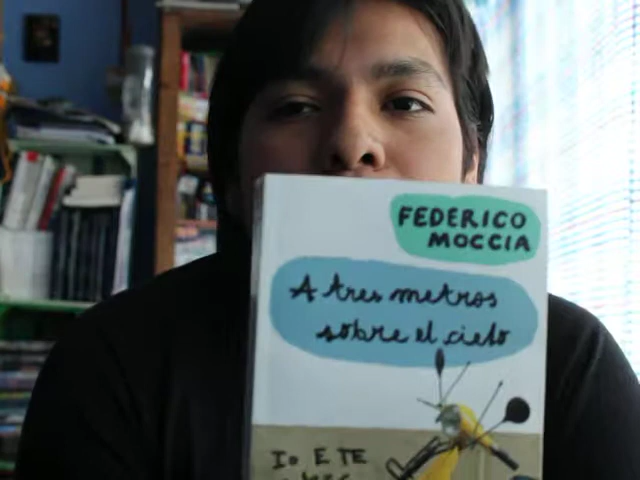 FEDERICO
MOCCIA
A tres metros
sobre el cielo
Io E TE